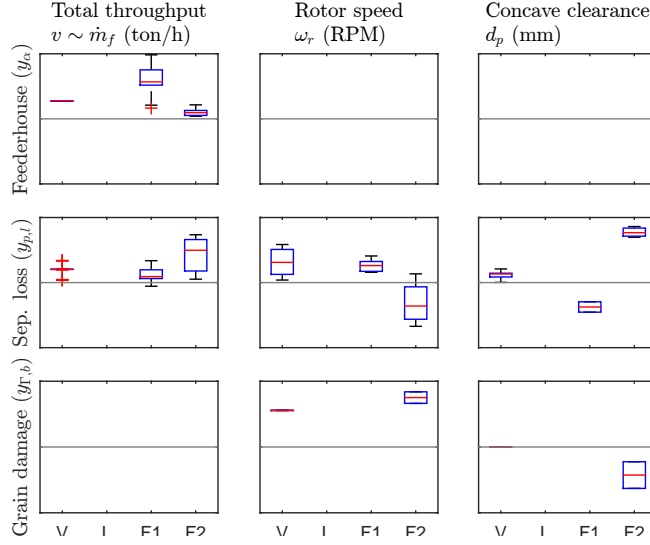 Total throughput
v ∼ ṁ_f (ton/h)
Rotor speed
ω_r (RPM)
Concave clearance
d_p (mm)
Feederhouse (y_α)
Sep. loss (y_{p,l})
Grain damage (y_{Γ,b})
V L F1 F2
V L F1 F2
V L F1 F2